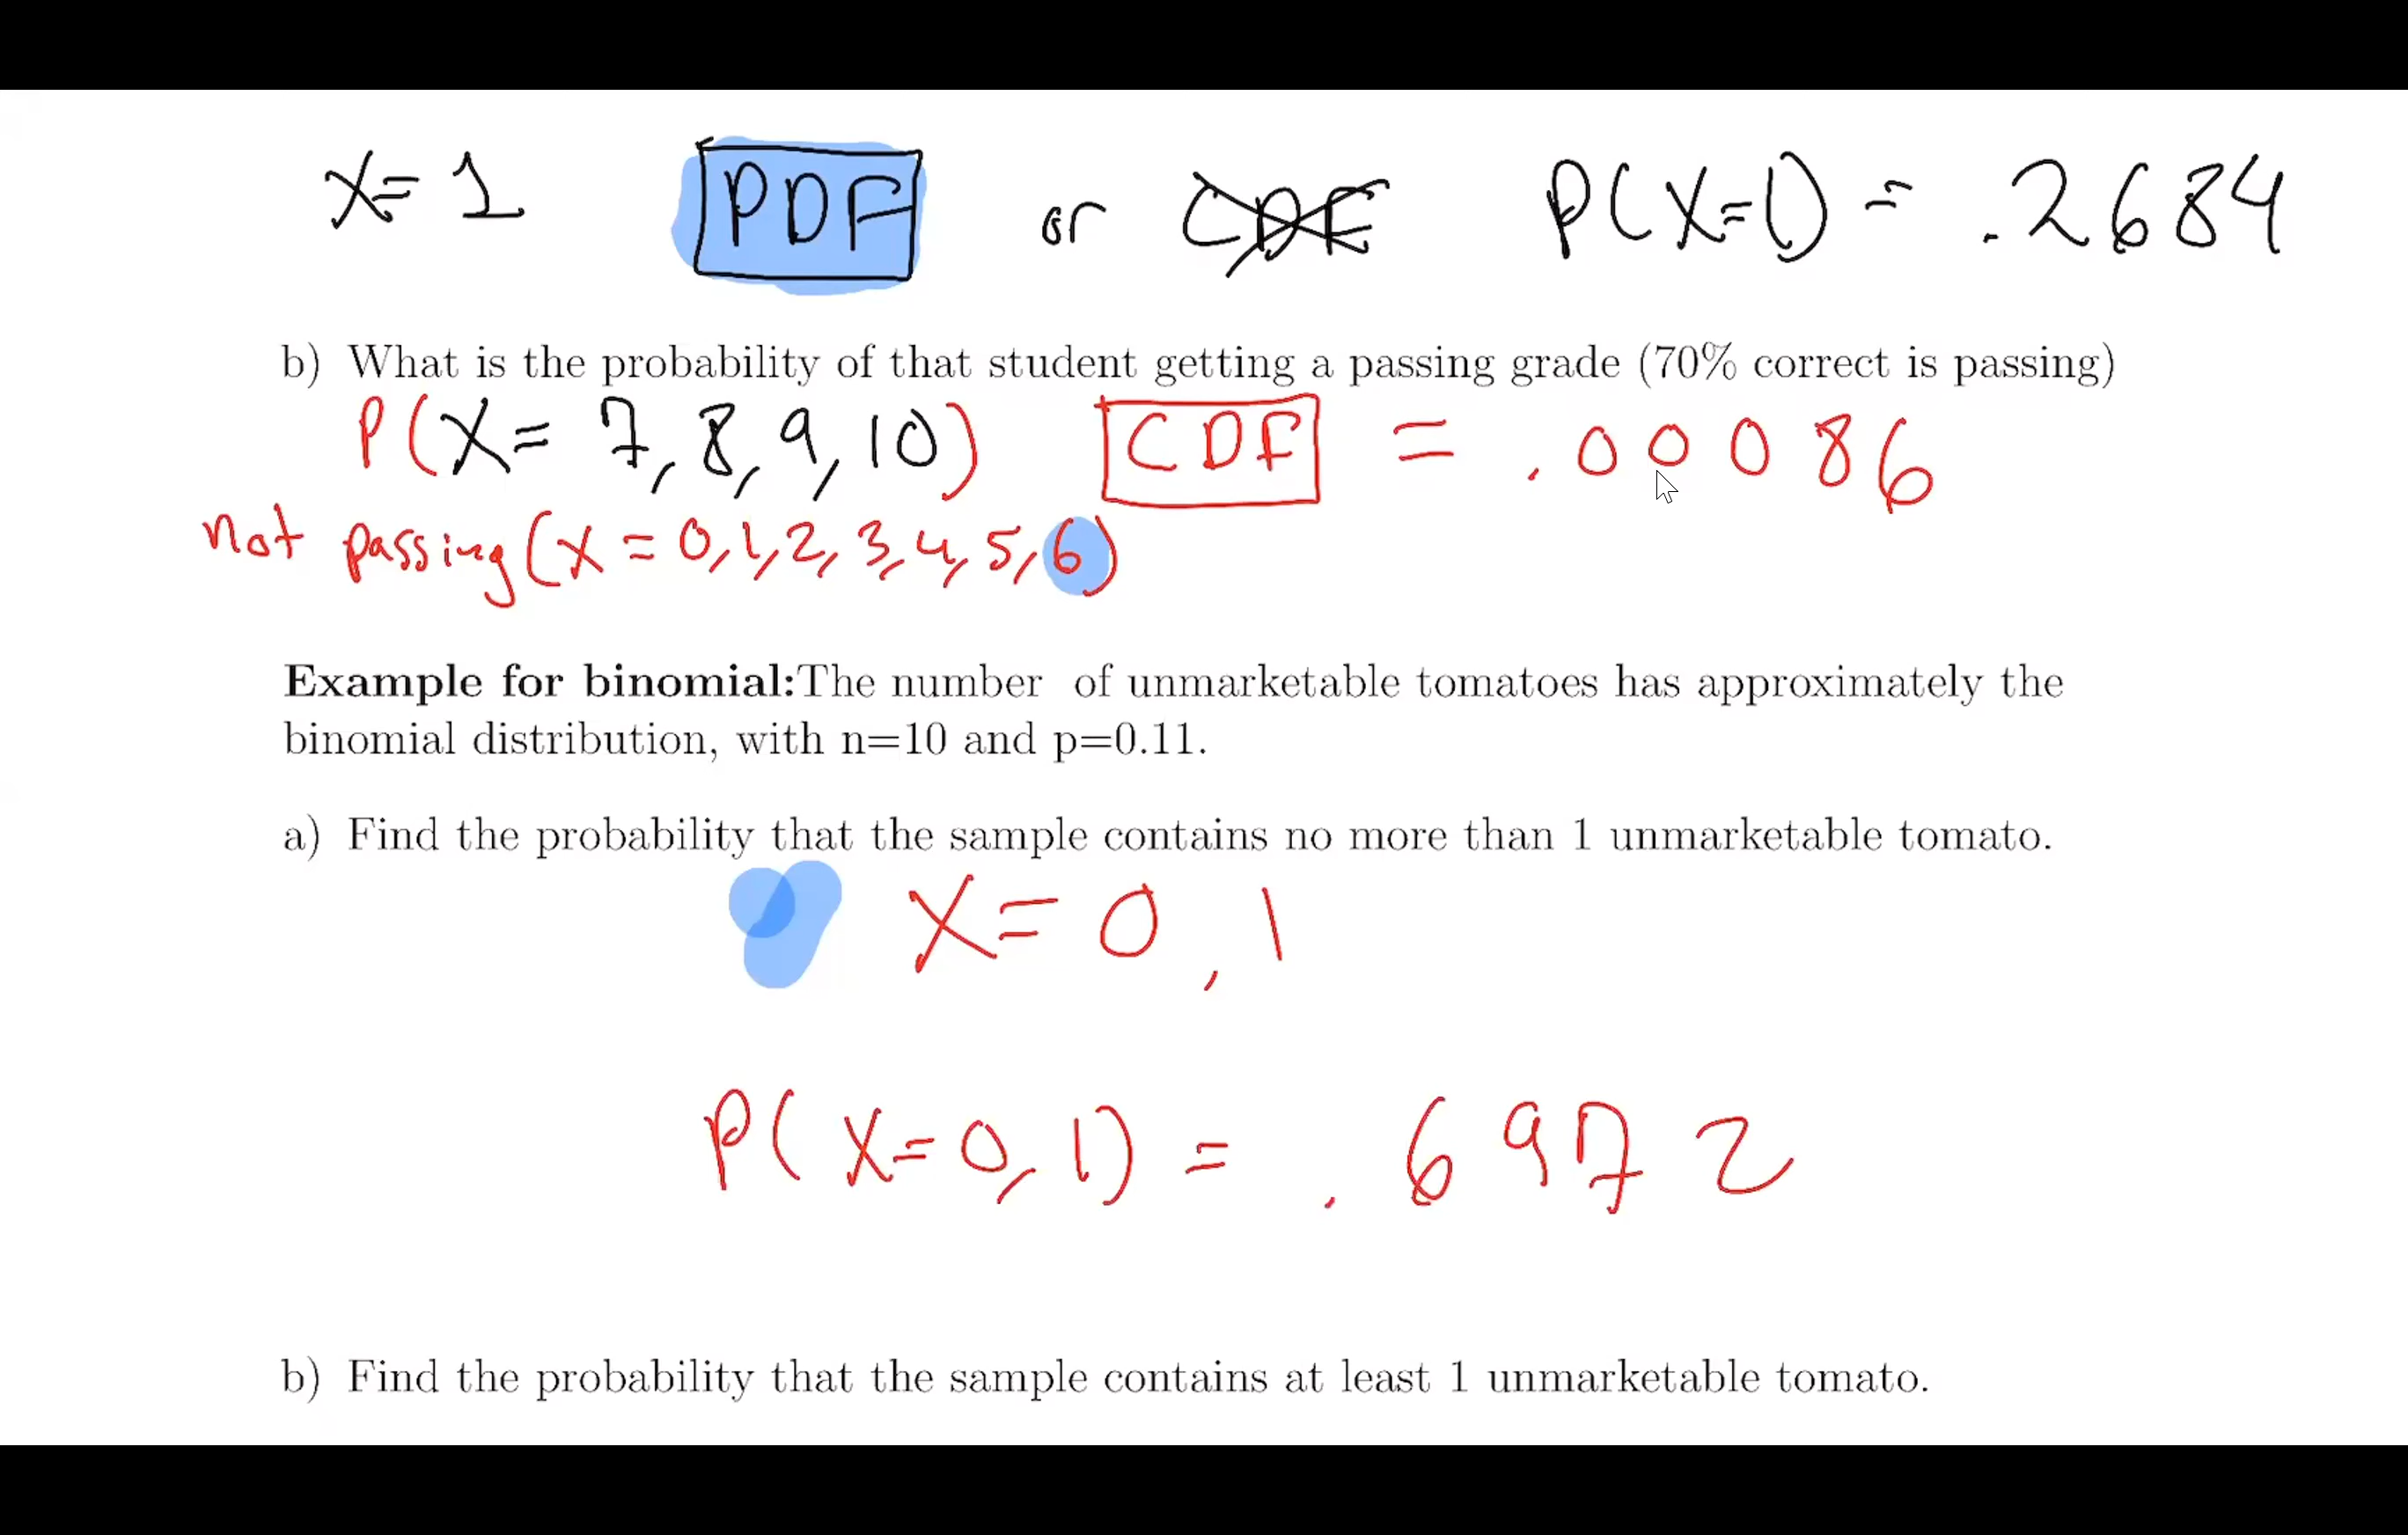 x= 1 PDF or CDF P(X=1) = .2684
b) What is the probability of that student getting a passing grade (70% correct is passing)
P(X= 7, 8, 9, 10) CDF = .00086
not passing (x = 0, 1, 2, 3, 4, 5, 6)
Example for binomial:The number of unmarketable tomatoes has approximately the
binomial distribution, with n=10 and p=0.11.
a) Find the probability that the sample contains no more than 1 unmarketable tomato.
X= 0, 1
P( X=0, 1) = .6972
b) Find the probability that the sample contains at least 1 unmarketable tomato.